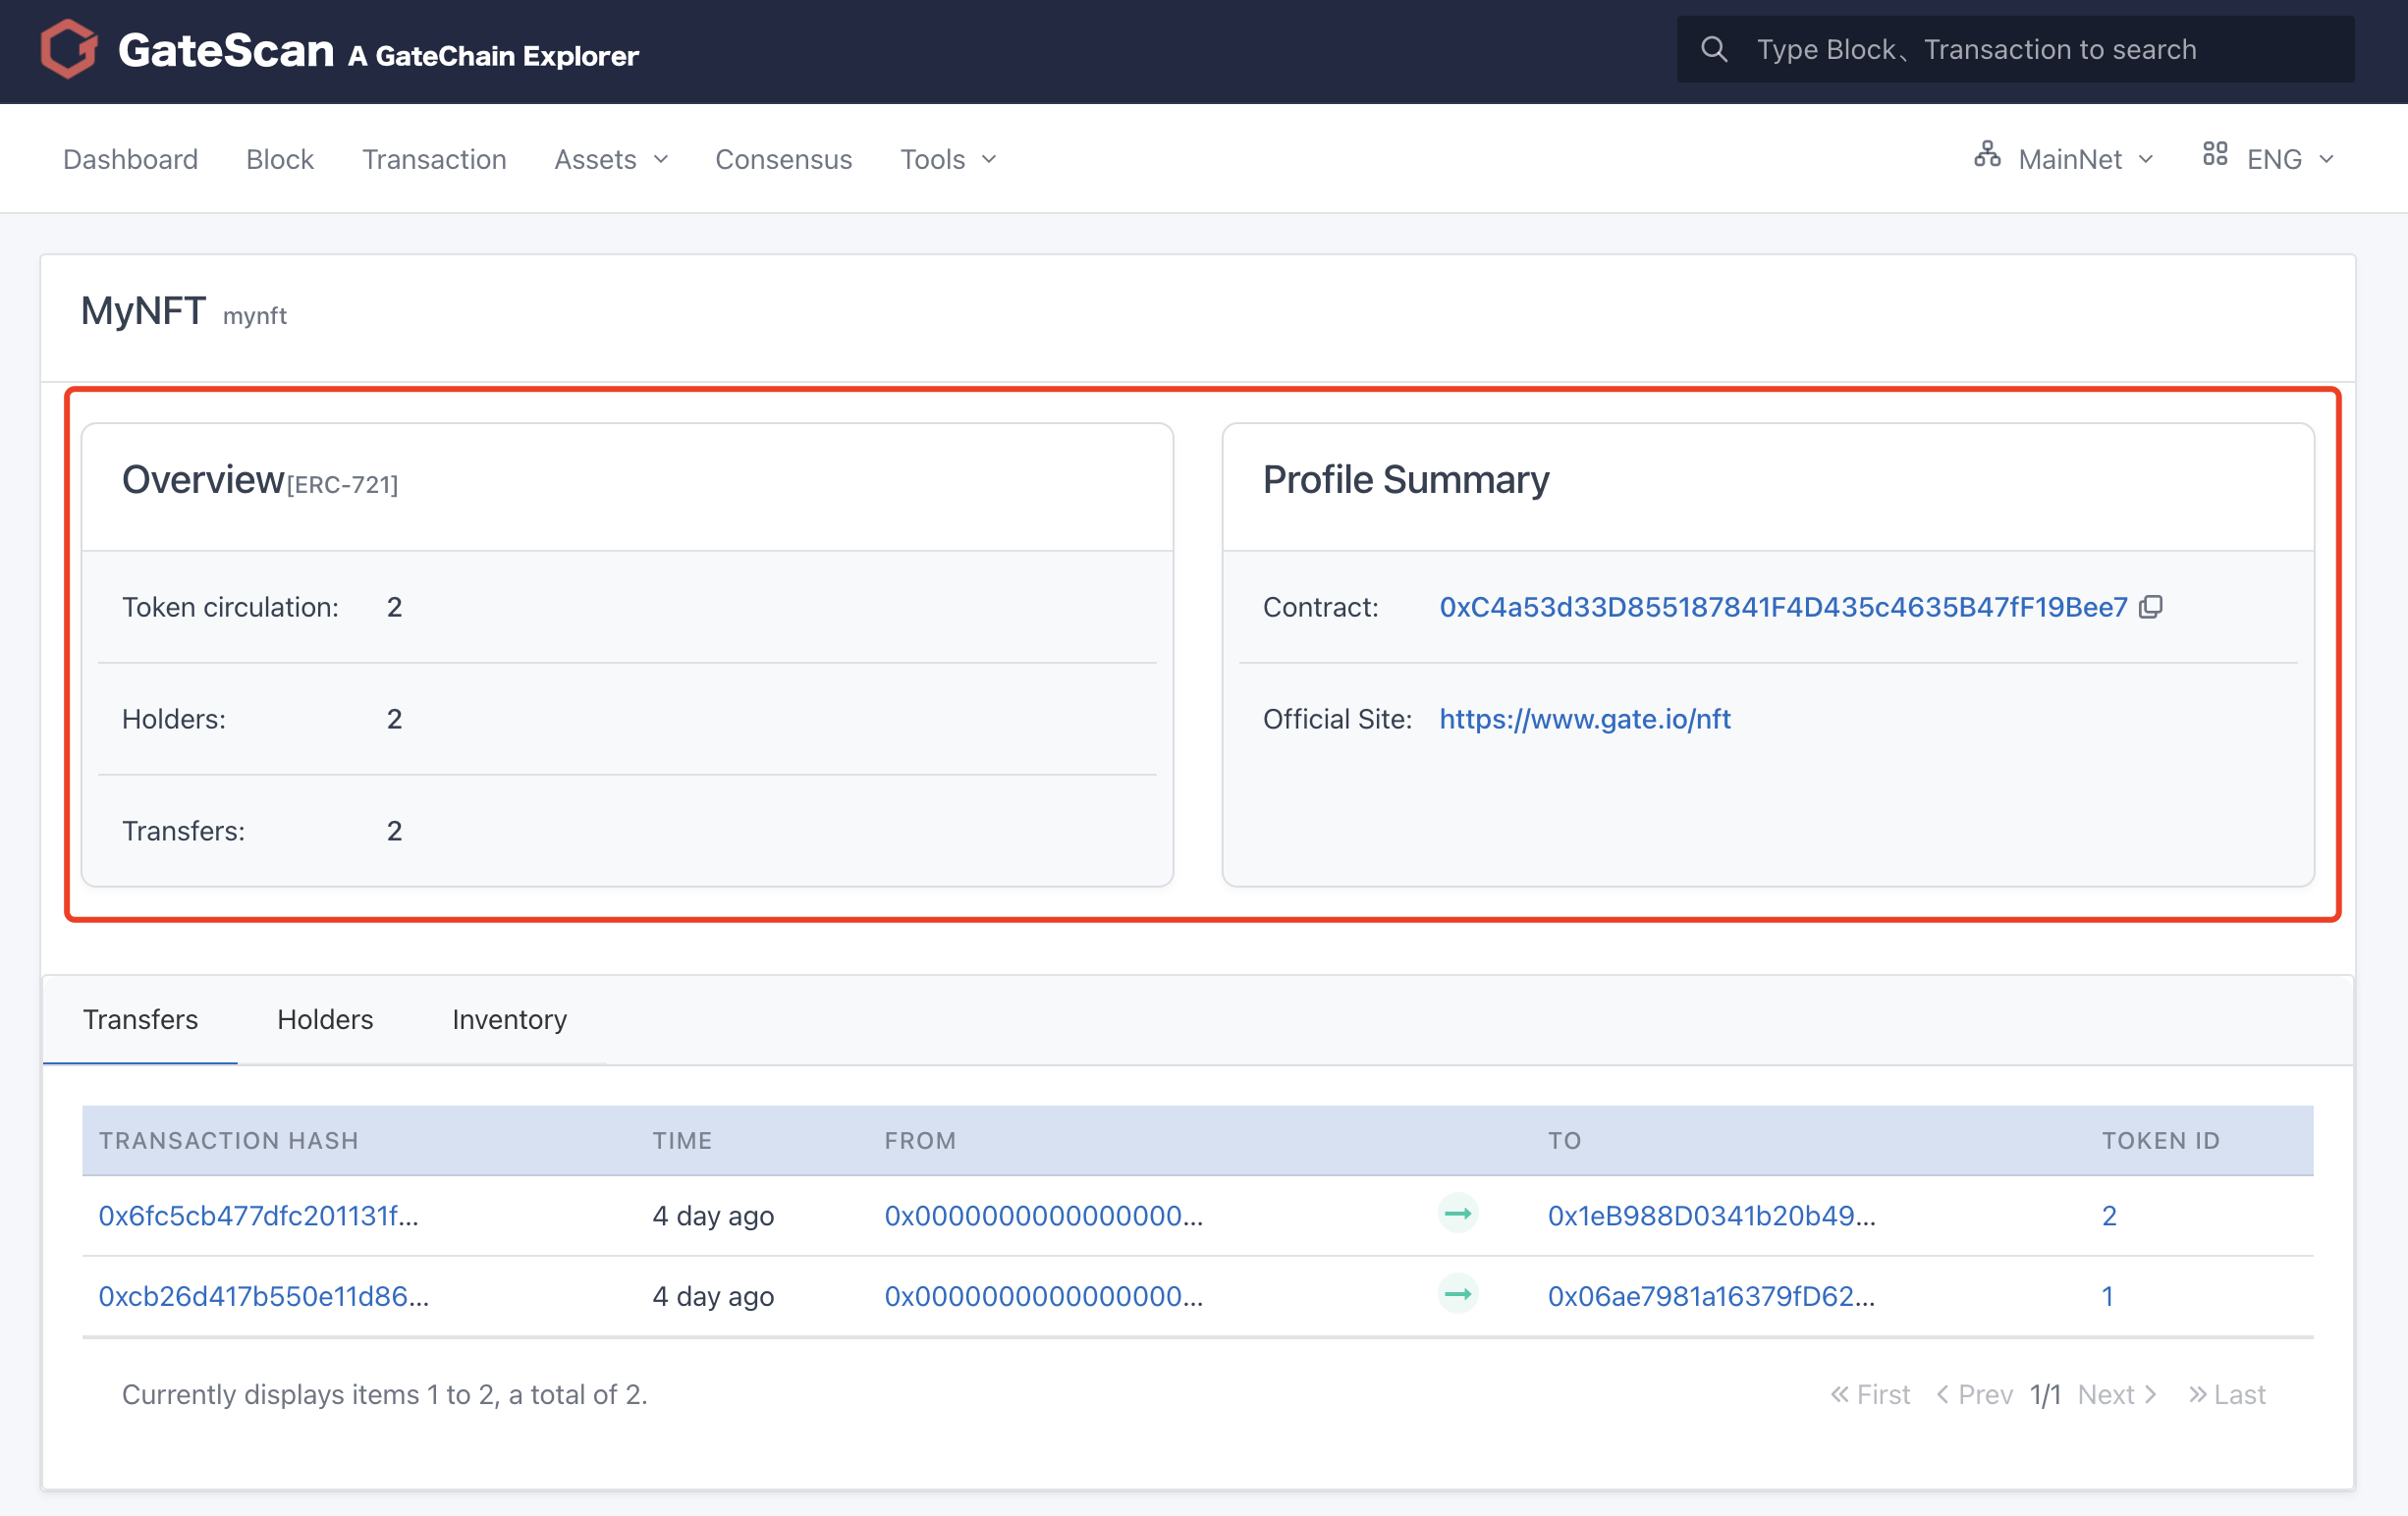 GateScan A GateChain Explorer
Type Block、Transaction to search
Dashboard Block Transaction Assets Consensus Tools MainNet ENG
MyNFT mynft
Overview[ERC-721]
Token circulation: 2
Holders: 2
Transfers: 2
Profile Summary
Contract: 0xC4a53d33D855187841F4D435c4635B47fF19Bee7
Official Site: https://www.gate.io/nft
Transfers Holders Inventory
TRANSACTION HASH TIME FROM TO TOKEN ID
0x6fc5cb477dfc201131f... 4 day ago 0x0000000000000000... 0x1eB988D0341b20b49... 2
0xcb26d417b550e11d86... 4 day ago 0x0000000000000000... 0x06ae7981a16379fD62... 1
Currently displays items 1 to 2, a total of 2.
« First < Prev 1/1 Next > » Last